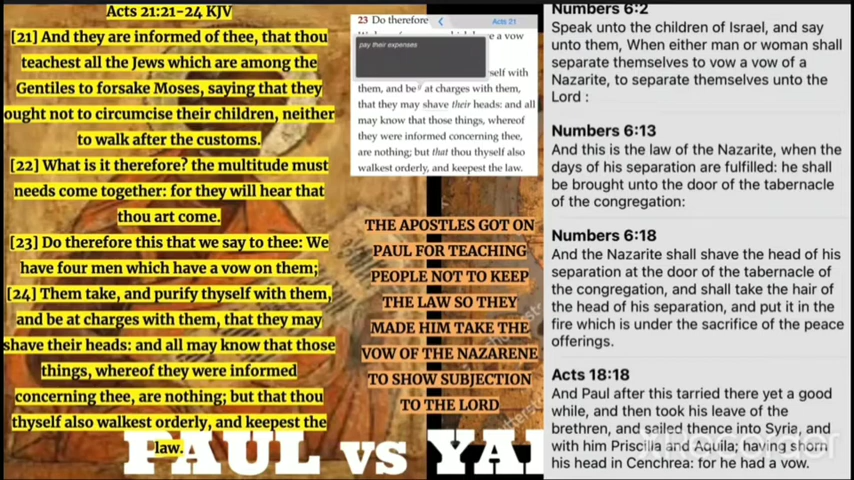 Acts 21:21-24 KJV
[21] And they are informed of thee, that thou
teachest all the Jews which are among the
Gentiles to forsake Moses, saying that they
ought not to circumcise their children, neither
to walk after the customs.
[22] What is it therefore? the multitude must
needs come together: for they will hear that
thou art come.
[23] Do therefore this that we say to thee: We
have four men which have a vow on them;
[24] Them take, and purify thyself with them,
and be at charges with them, that they may
shave their heads: and all may know that those
things, whereof they were informed
concerning thee, are nothing; but that thou
thyself also walkest orderly, and keepest the
law.
23 Do therefore
Acts 21
e a vow
pay their expenses
self with
them, and be at charges with them,
that they may shave their heads: and all
may know that those things, whereof
they were informed concerning thee,
are nothing; but that thou thyself also
walkest orderly, and keepest the law.
THE APOSTLES GOT ON
PAUL FOR TEACHING
PEOPLE NOT TO KEEP
THE LAW SO THEY
MADE HIM TAKE THE
VOW OF THE NAZARENE
TO SHOW SUBJECTION
TO THE LORD
PAUL vs YA
Numbers 6:2
Speak unto the children of Israel, and say
unto them, When either man or woman shall
separate themselves to vow a vow of a
Nazarite, to separate themselves unto the
Lord :
Numbers 6:13
And this is the law of the Nazarite, when the
days of his separation are fulfilled: he shall
be brought unto the door of the tabernacle
of the congregation:
Numbers 6:18
And the Nazarite shall shave the head of his
separation at the door of the tabernacle of
the congregation, and shall take the hair of
the head of his separation, and put it in the
fire which is under the sacrifice of the peace
offerings.
Acts 18:18
And Paul after this tarried there yet a good
while, and then took his leave of the
brethren, and sailed thence into Syria, and
with him Priscilla and Aquila; having shorn
his head in Cenchrea: for he had a vow.